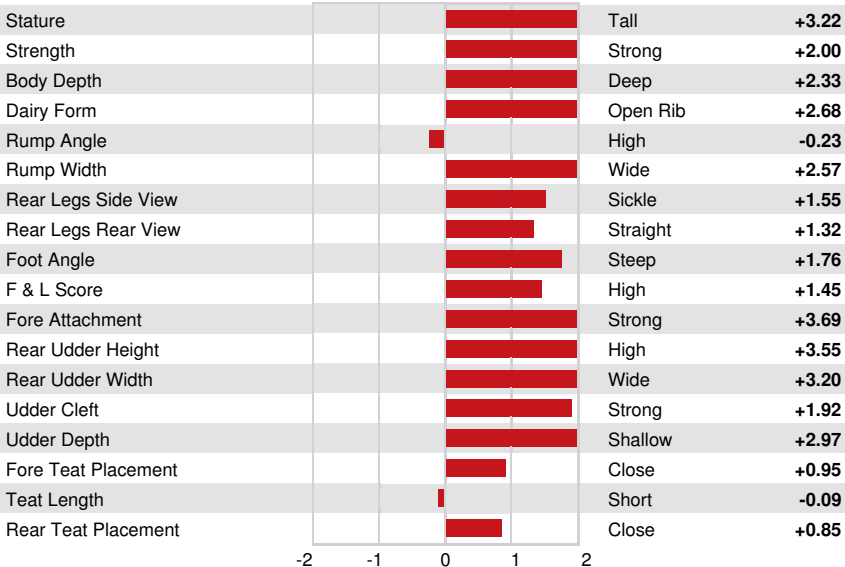 Stature Tall +3.22
Strength Strong +2.00
Body Depth Deep +2.33
Dairy Form Open Rib +2.68
Rump Angle High -0.23
Rump Width Wide +2.57
Rear Legs Side View Sickle +1.55
Rear Legs Rear View Straight +1.32
Foot Angle Steep +1.76
F & L Score High +1.45
Fore Attachment Strong +3.69
Rear Udder Height High +3.55
Rear Udder Width Wide +3.20
Udder Cleft Strong +1.92
Udder Depth Shallow +2.97
Fore Teat Placement Close +0.95
Teat Length Short -0.09
Rear Teat Placement Close +0.85
-2 -1 0 1 2